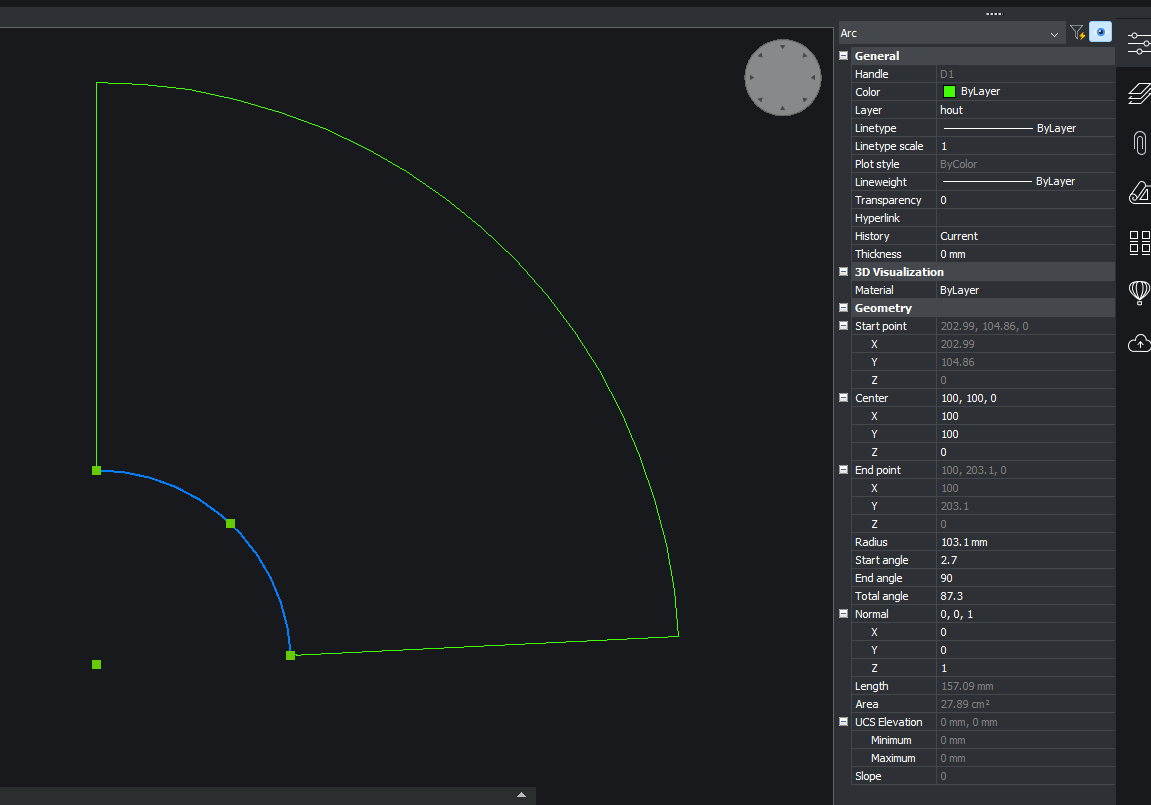 Arc
General
Handle D1
Color ByLayer
Layer hout
Linetype ByLayer
Linetype scale 1
Plot style ByColor
Lineweight ByLayer
Transparency 0
Hyperlink
History Current
Thickness 0 mm
3D Visualization
Material ByLayer
Geometry
Start point 202.99, 104.86, 0
X 202.99
Y 104.86
Z 0
Center 100, 100, 0
X 100
Y 100
Z 0
End point 100, 203.1, 0
X 100
Y 203.1
Z 0
Radius 103.1 mm
Start angle 2.7
End angle 90
Total angle 87.3
Normal 0, 0, 1
X 0
Y 0
Z 1
Length 157.09 mm
Area 27.89 cm²
UCS Elevation 0 mm, 0 mm
Minimum 0 mm
Maximum 0 mm
Slope 0